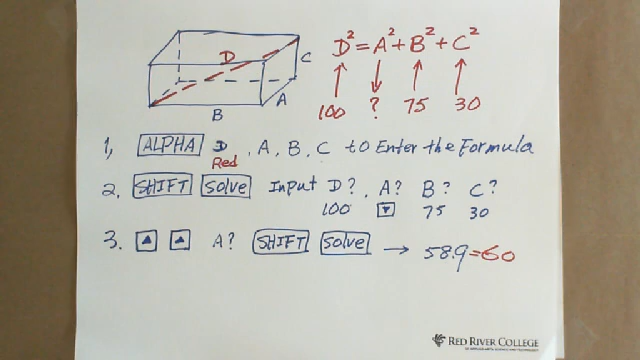 D² = A² + B² + C²
D
C
A
B
100 ? 75 30
1, ALPHA D, A, B, C to Enter the Formula
Red
2. SHIFT Solve Input D? A? B? C?
100 ▼ 75 30
3. ▲ ▲ A? SHIFT Solve → 58.9=60
RED RIVER COLLEGE